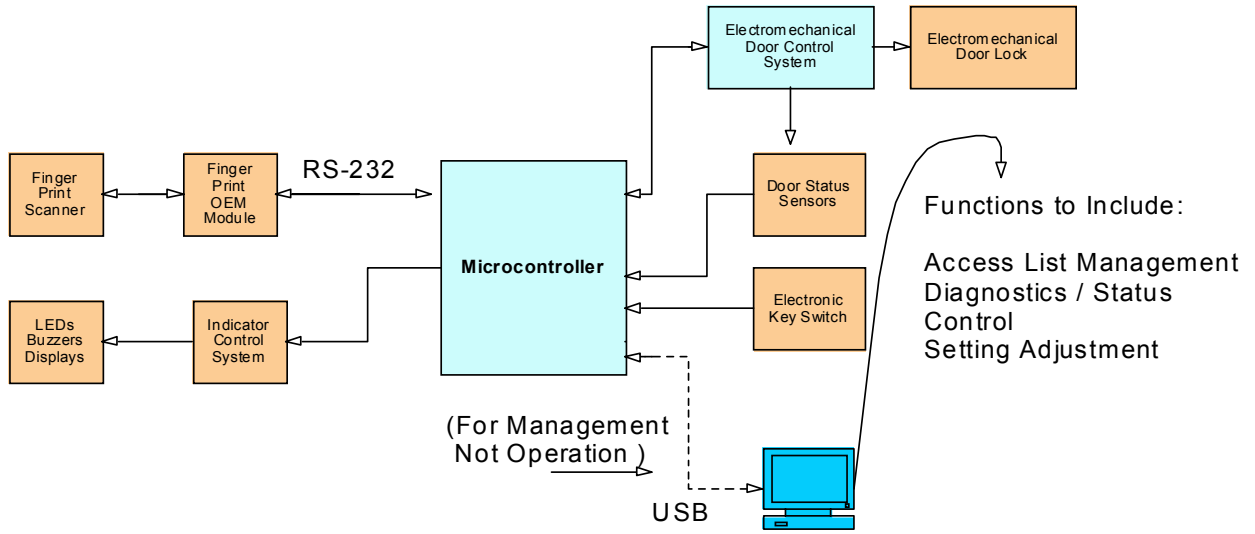 Electromechanical
Door Control
System
Electromechanical
Door Lock
Finger
Print
Scanner
Finger
Print
OEM
Module
RS-232
Microcontroller
Door Status
Sensors
Functions to Include:
Access List Management
Diagnostics / Status
Control
Setting Adjustment
LEDs
Buzzers
Displays
Indicator
Control
System
Electronic
Key Switch
(For Management
Not Operation )
USB